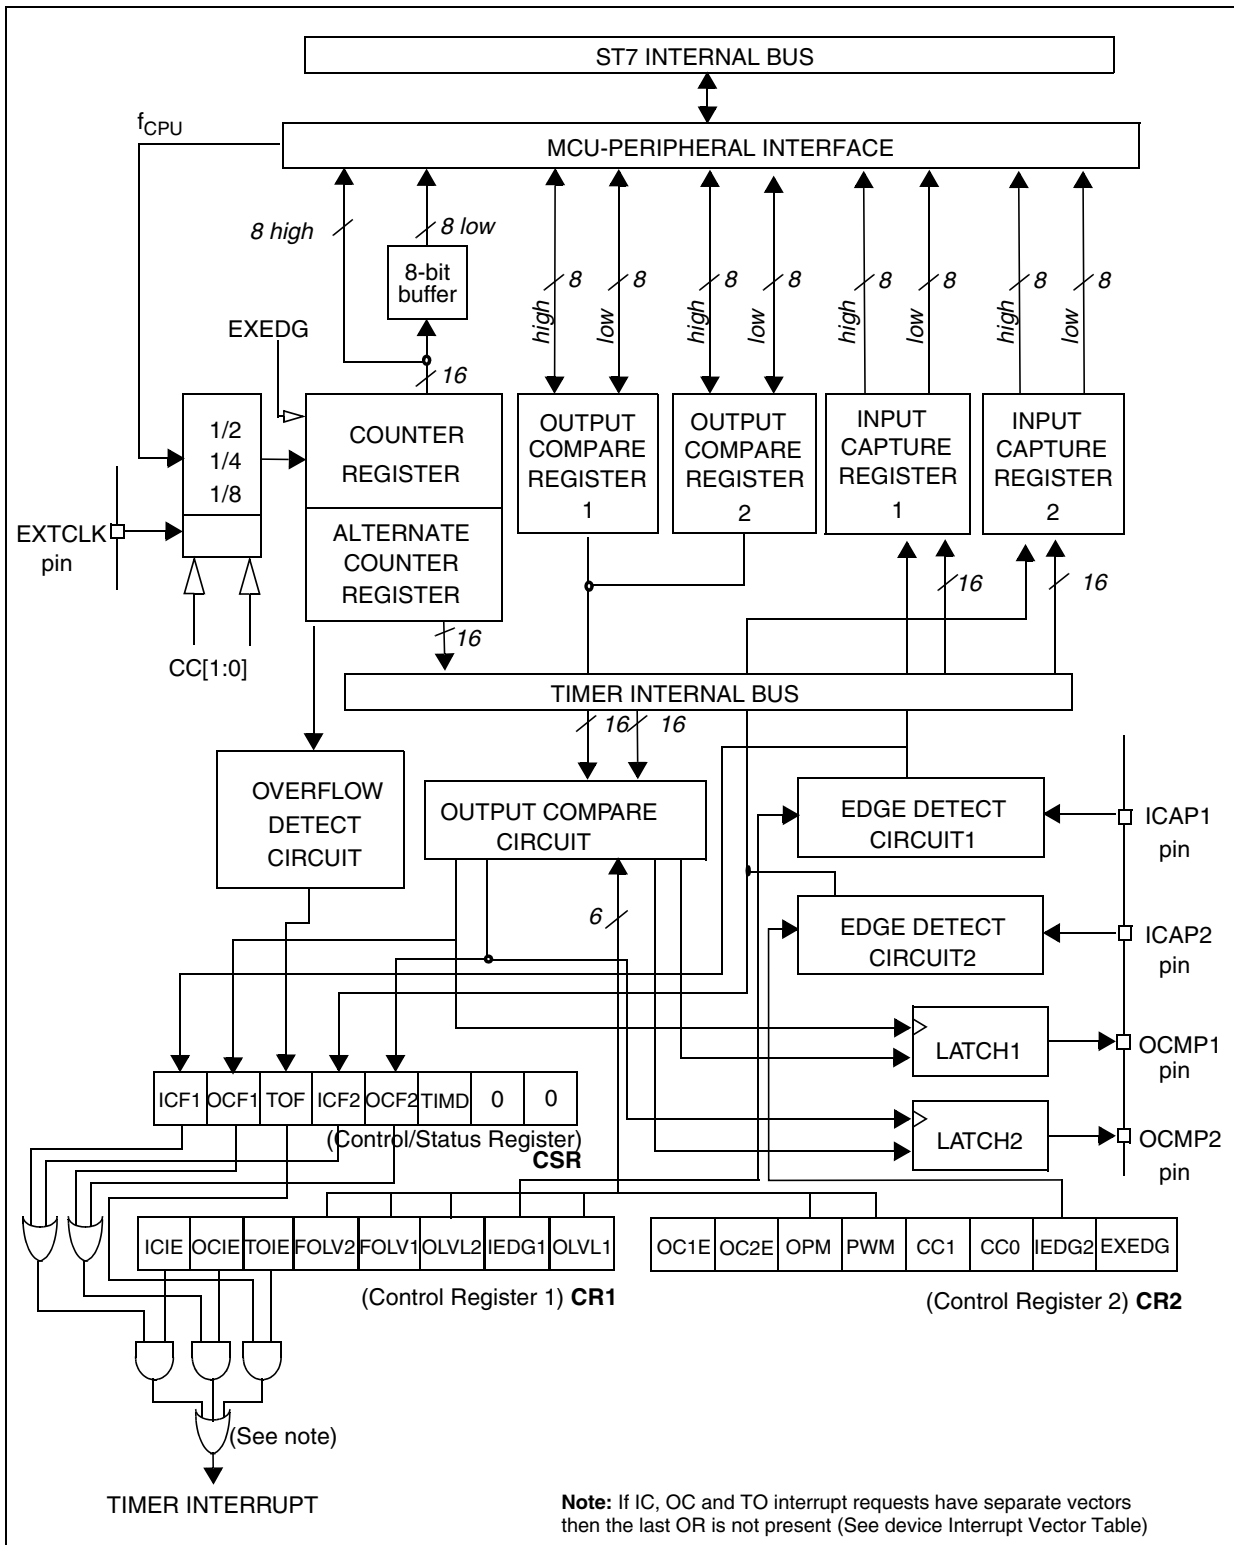 ST7 INTERNAL BUS
fCPU
MCU-PERIPHERAL INTERFACE
8 high
8 low
8-bit
buffer
high
8
low
8
high
8
low
8
high
8
low
8
high
8
low
8
EXEDG
16
1/2
1/4
1/8
COUNTER
REGISTER
ALTERNATE
COUNTER
REGISTER
OUTPUT
COMPARE
REGISTER
1
OUTPUT
COMPARE
REGISTER
2
INPUT
CAPTURE
REGISTER
1
INPUT
CAPTURE
REGISTER
2
EXTCLK
pin
CC[1:0]
16
16
16
TIMER INTERNAL BUS
16
16
OVERFLOW
DETECT
CIRCUIT
OUTPUT COMPARE
CIRCUIT
EDGE DETECT
CIRCUIT1
ICAP1
pin
6
EDGE DETECT
CIRCUIT2
ICAP2
pin
LATCH1
OCMP1
pin
LATCH2
OCMP2
pin
ICF1 OCF1 TOF ICF2 OCF2 TIMD 0 0
(Control/Status Register)
CSR
ICIE OCIE TOIE FOLV2 FOLV1 OLVL2 IEDG1 OLVL1
(Control Register 1) CR1
OC1E OC2E OPM PWM CC1 CC0 IEDG2 EXEDG
(Control Register 2) CR2
(See note)
TIMER INTERRUPT
Note: If IC, OC and TO interrupt requests have separate vectors
then the last OR is not present (See device Interrupt Vector Table)